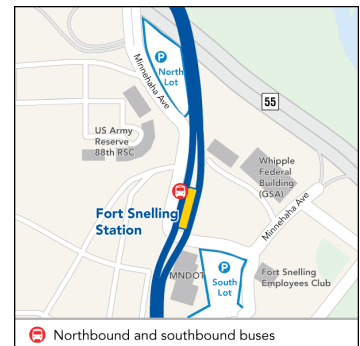 P
North
Lot
Minnehaha Ave
55
US Army
Reserve
88th RSC
Whipple
Federal
Building
(GSA)
Minnehaha Ave
Fort Snelling
Station
MNDOT
P
South
Lot
Fort Snelling
Employees Club
Northbound and southbound buses